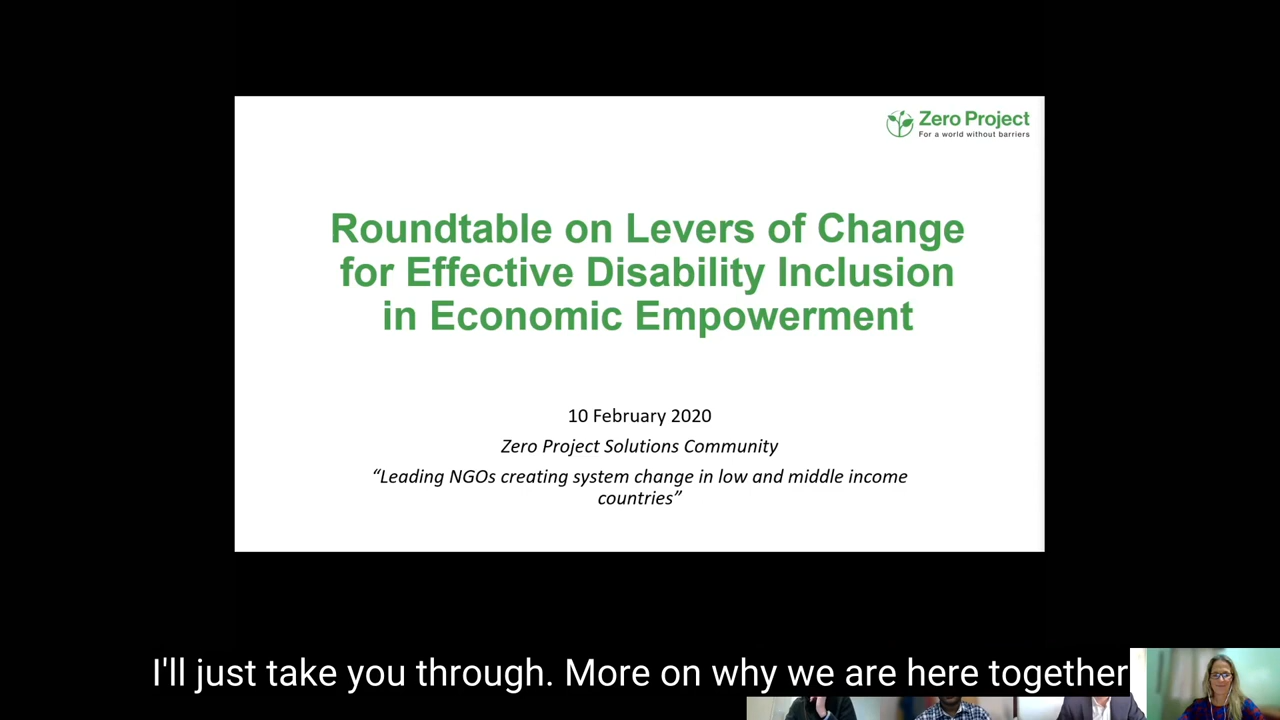 Zero Project
For a world without barriers
Roundtable on Levers of Change
for Effective Disability Inclusion
in Economic Empowerment
10 February 2020
Zero Project Solutions Community
“Leading NGOs creating system change in low and middle income
countries”
I'll just take you through. More on why we are here together